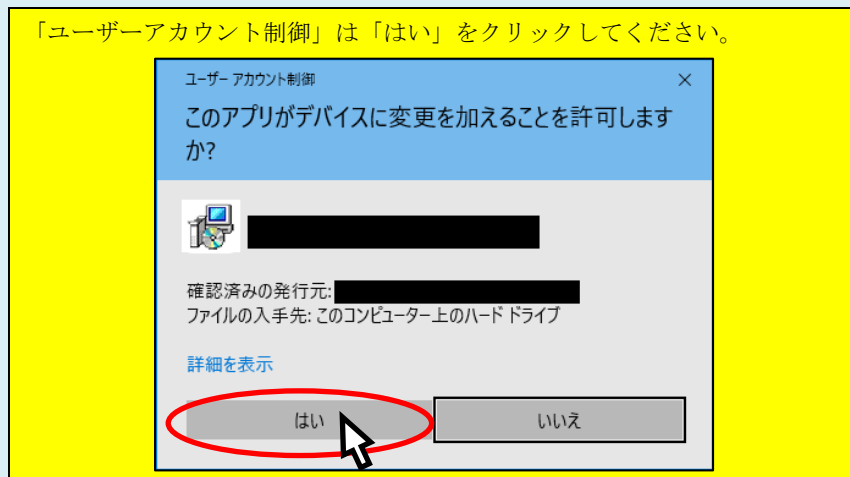 「ユーザーアカウント制御」は「はい」をクリックしてください。
ユーザー アカウント制御
このアプリがデバイスに変更を加えることを許可します
か?
確認済みの発行元:
ファイルの入手先: このコンピューター上のハード ドライブ
詳細を表示
はい
いいえ